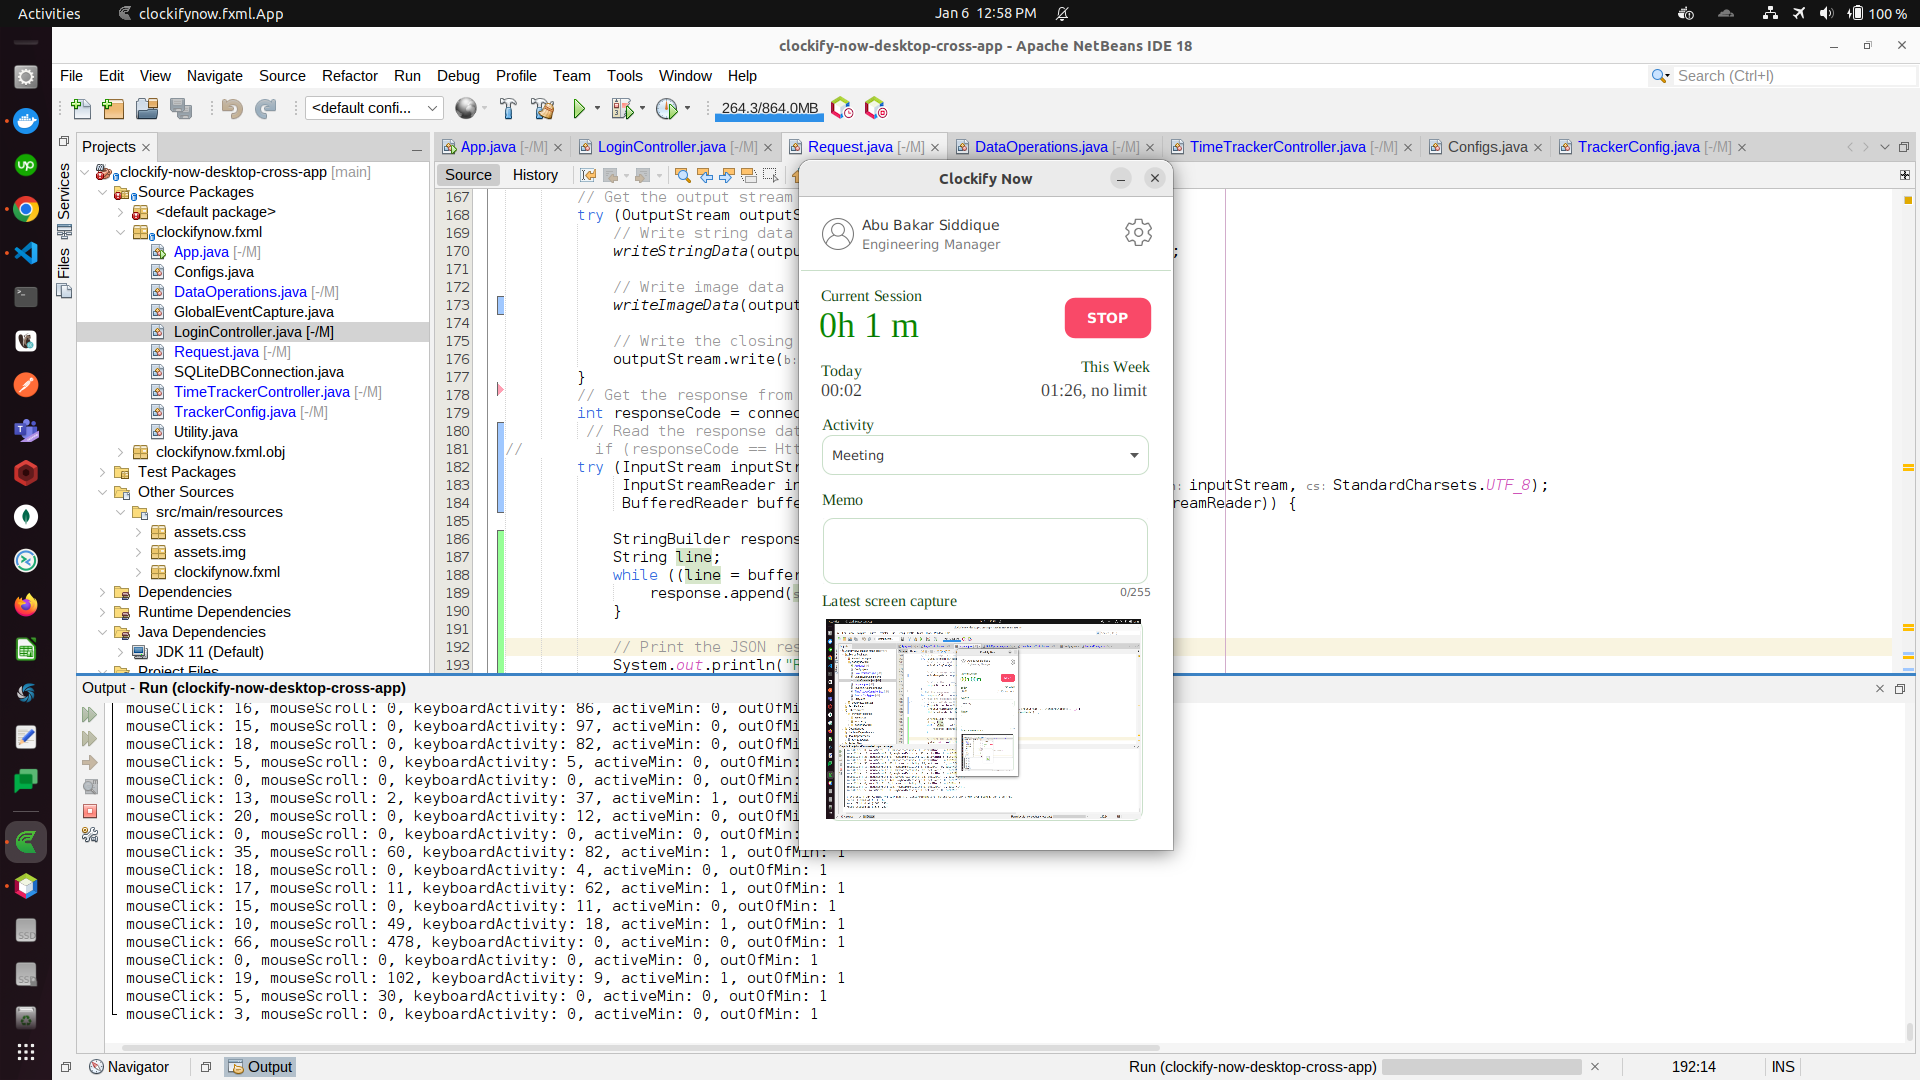 Activities
clockifynow.fxml.App
Jan 6 12:58 PM
100 %
clockify-now-desktop-cross-app - Apache NetBeans IDE 18
File Edit View Navigate Source Refactor Run Debug Profile Team Tools Window Help
Search (Ctrl+I)
<default confi...
264.3/864.0MB
Services
Files
Projects
clockify-now-desktop-cross-app [main]
Source Packages
<default package>
clockifynow.fxml
App.java [-/M]
Configs.java
DataOperations.java [-/M]
GlobalEventCapture.java
LoginController.java [-/M]
Request.java [-/M]
SQLiteDBConnection.java
TimeTrackerController.java [-/M]
TrackerConfig.java [-/M]
Utility.java
clockifynow.fxml.obj
Test Packages
Other Sources
src/main/resources
assets.css
assets.img
clockifynow.fxml
Dependencies
Runtime Dependencies
Java Dependencies
JDK 11 (Default)
Project Files
App.java [-/M] LoginController.java [-/M] Request.java [-/M] DataOperations.java [-/M] TimeTrackerController.java [-/M] Configs.java TrackerConfig.java [-/M]
Source History
167 // Get the output stream
168 try (OutputStream outputS
169 // Write string data
170 writeStringData(outpu ;
171
172 // Write image data
173 writeImageData(output
174
175 // Write the closing
176 outputStream.write( b:
177 }
178 // Get the response from
179 int responseCode = connec
180 // Read the response dat
181 // if (responseCode == Htt
182 try (InputStream inputStr
183 InputStreamReader in n: inputStream, cs: StandardCharsets.UTF_8);
184 BufferedReader buffe reamReader)) {
185
186 StringBuilder respons
187 String line;
188 while ((line = buffer
189 response.append( s
190 }
191
192 // Print the JSON res
193 System.out.println("R
Clockify Now
Abu Bakar Siddique
Engineering Manager
Current Session
0h 1 m
STOP
Today
00:02
This Week
01:26, no limit
Activity
Meeting
Memo
0/255
Latest screen capture
Output - Run (clockify-now-desktop-cross-app)
mouseClick: 16, mouseScroll: 0, keyboardActivity: 86, activeMin: 0, outOfMi
mouseClick: 15, mouseScroll: 0, keyboardActivity: 97, activeMin: 0, outOfMi
mouseClick: 18, mouseScroll: 0, keyboardActivity: 82, activeMin: 0, outOfMi
mouseClick: 5, mouseScroll: 0, keyboardActivity: 5, activeMin: 0, outOfMin:
mouseClick: 0, mouseScroll: 0, keyboardActivity: 0, activeMin: 0, outOfMin:
mouseClick: 13, mouseScroll: 2, keyboardActivity: 37, activeMin: 1, outOfMi
mouseClick: 20, mouseScroll: 0, keyboardActivity: 12, activeMin: 0, outOfMi
mouseClick: 0, mouseScroll: 0, keyboardActivity: 0, activeMin: 0, outOfMin:
mouseClick: 35, mouseScroll: 60, keyboardActivity: 82, activeMin: 1, outOfMin: 1
mouseClick: 18, mouseScroll: 0, keyboardActivity: 4, activeMin: 0, outOfMin: 1
mouseClick: 17, mouseScroll: 11, keyboardActivity: 62, activeMin: 1, outOfMin: 1
mouseClick: 15, mouseScroll: 0, keyboardActivity: 11, activeMin: 0, outOfMin: 1
mouseClick: 10, mouseScroll: 49, keyboardActivity: 18, activeMin: 1, outOfMin: 1
mouseClick: 66, mouseScroll: 478, keyboardActivity: 0, activeMin: 0, outOfMin: 1
mouseClick: 0, mouseScroll: 0, keyboardActivity: 0, activeMin: 0, outOfMin: 1
mouseClick: 19, mouseScroll: 102, keyboardActivity: 9, activeMin: 1, outOfMin: 1
mouseClick: 5, mouseScroll: 30, keyboardActivity: 0, activeMin: 0, outOfMin: 1
mouseClick: 3, mouseScroll: 0, keyboardActivity: 0, activeMin: 0, outOfMin: 1
Navigator
Output
Run (clockify-now-desktop-cross-app)
192:14
INS